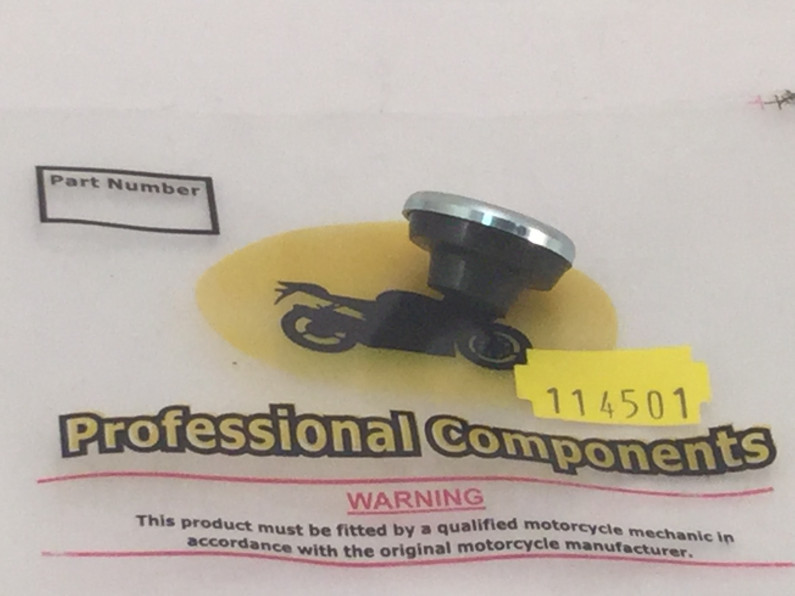 Part Number
114501
Professional Components
WARNING
This product must be fitted by a qualified motorcycle mechanic in
accordance with the original motorcycle manufacturer.